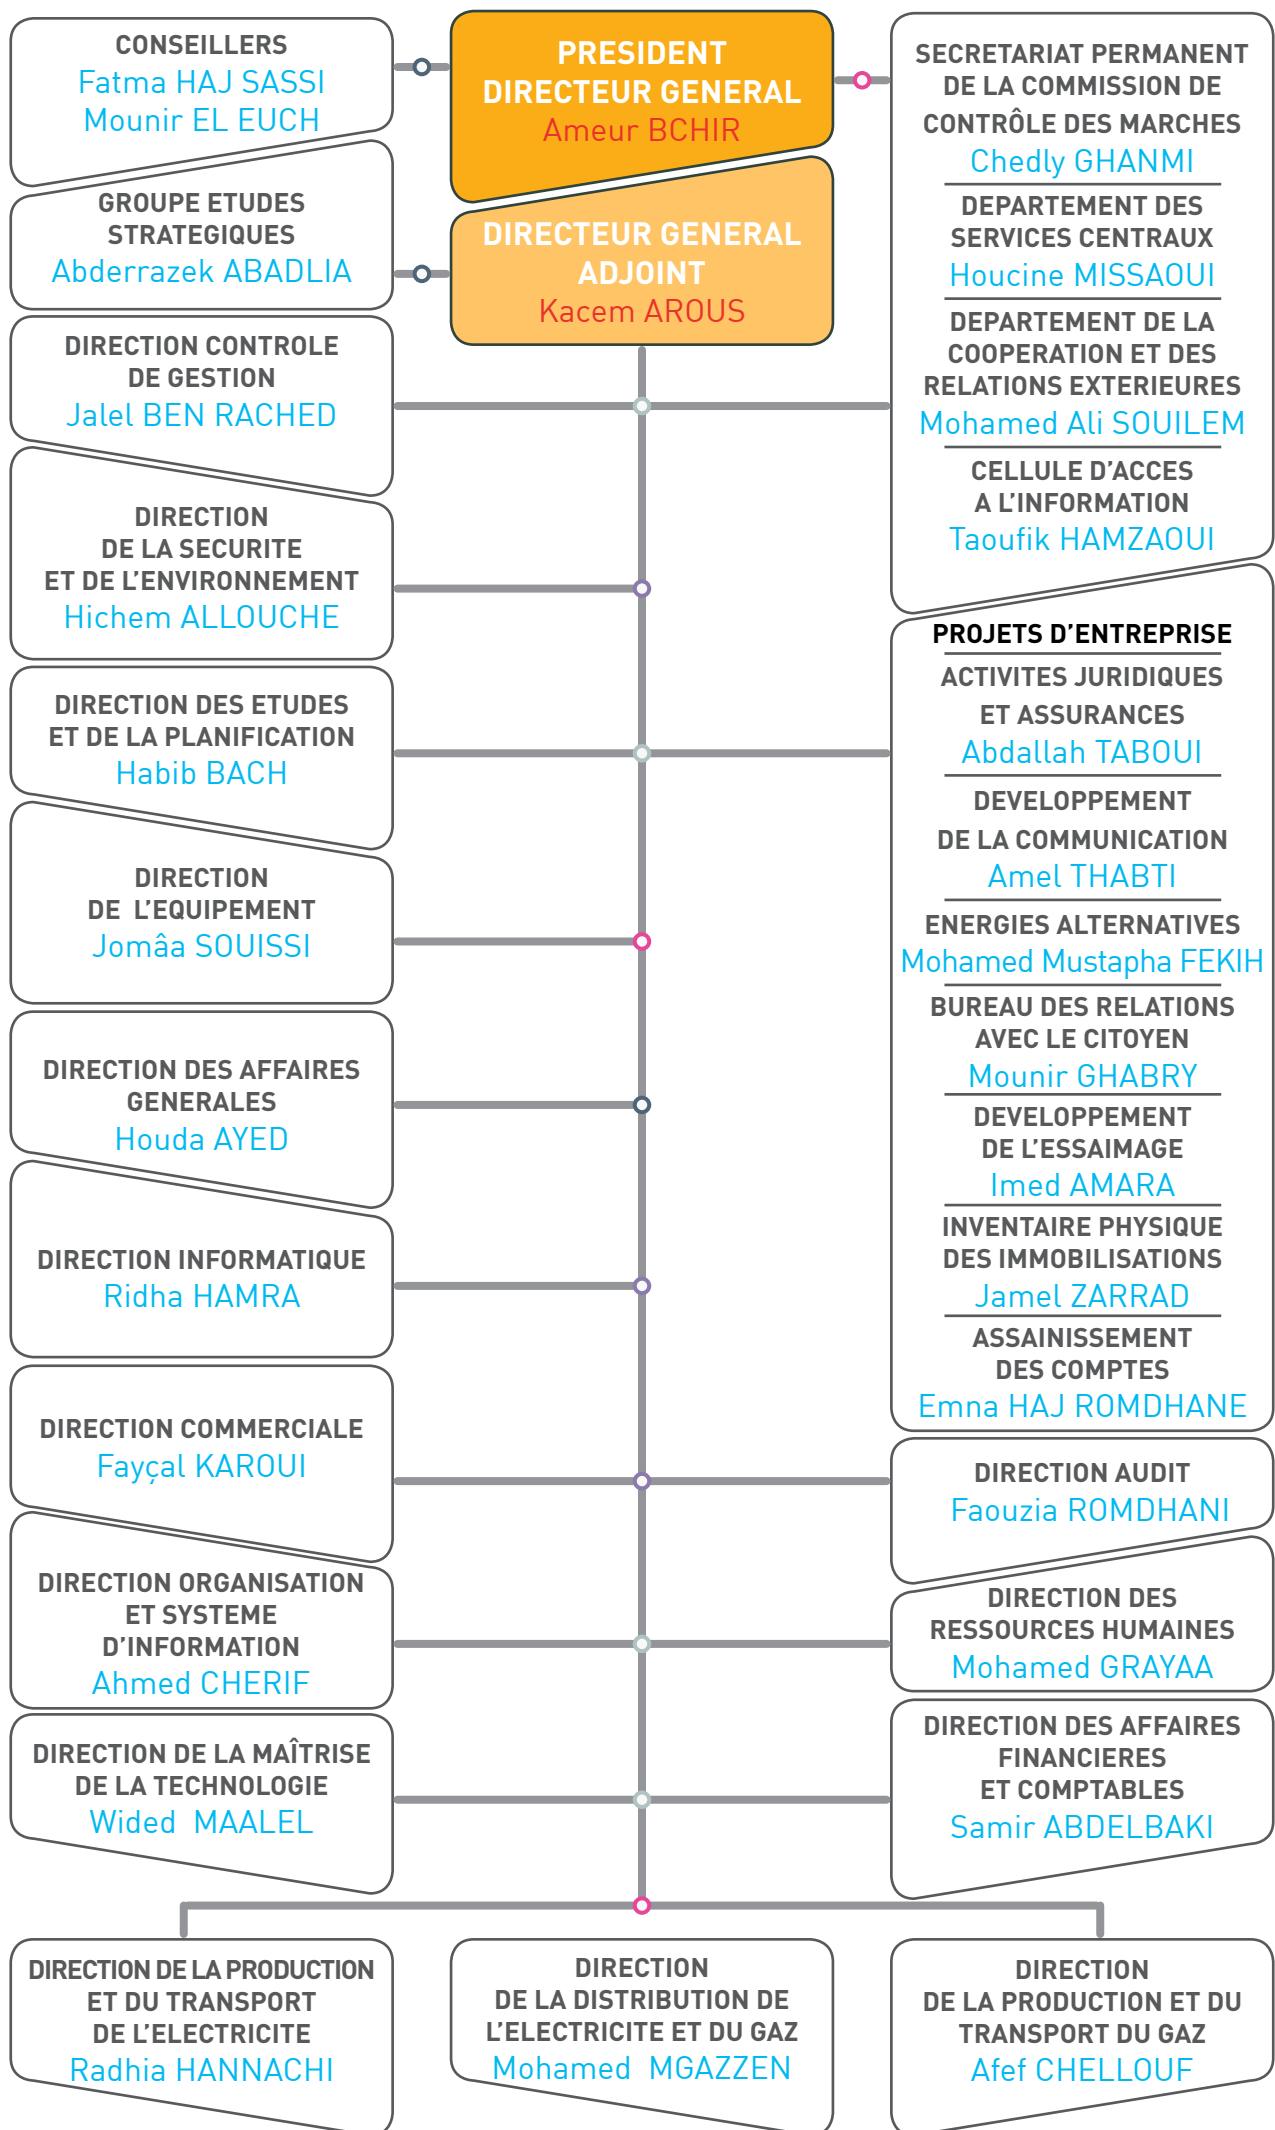 CONSEILLERS
Fatma HAJ SASSI
Mounir EL EUCH
GROUPE ETUDES
STRATEGIQUES
Abderrazek ABADLIA
PRESIDENT
DIRECTEUR GENERAL
Ameur BCHIR
DIRECTEUR GENERAL
ADJOINT
Kacem AROUS
SECRETARIAT PERMANENT
DE LA COMMISSION DE
CONTRÔLE DES MARCHES
Chedly GHANMI
DEPARTEMENT DES
SERVICES CENTRAUX
Houcine MISSAOUI
DEPARTEMENT DE LA
COOPERATION ET DES
RELATIONS EXTERIEURES
Mohamed Ali SOUILEM
CELLULE D’ACCES
A L’INFORMATION
Taoufik HAMZAOUI
DIRECTION CONTROLE
DE GESTION
Jalel BEN RACHED
DIRECTION
DE LA SECURITE
ET DE L’ENVIRONNEMENT
Hichem ALLOUCHE
DIRECTION DES ETUDES
ET DE LA PLANIFICATION
Habib BACH
DIRECTION
DE L’EQUIPEMENT
Jomâa SOUISSI
DIRECTION DES AFFAIRES
GENERALES
Houda AYED
DIRECTION INFORMATIQUE
Ridha HAMRA
DIRECTION COMMERCIALE
Fayçal KAROUI
DIRECTION ORGANISATION
ET SYSTEME
D’INFORMATION
Ahmed CHERIF
DIRECTION DE LA MAÎTRISE
DE LA TECHNOLOGIE
Wided MAALEL
PROJETS D’ENTREPRISE
ACTIVITES JURIDIQUES
ET ASSURANCES
Abdallah TABOUI
DEVELOPPEMENT
DE LA COMMUNICATION
Amel THABTI
ENERGIES ALTERNATIVES
Mohamed Mustapha FEKIH
BUREAU DES RELATIONS
AVEC LE CITOYEN
Mounir GHABRY
DEVELOPPEMENT
DE L’ESSAIMAGE
Imed AMARA
INVENTAIRE PHYSIQUE
DES IMMOBILISATIONS
Jamel ZARRAD
ASSAINISSEMENT
DES COMPTES
Emna HAJ ROMDHANE
DIRECTION AUDIT
Faouzia ROMDHANI
DIRECTION DES
RESSOURCES HUMAINES
Mohamed GRAYAA
DIRECTION DES AFFAIRES
FINANCIERES
ET COMPTABLES
Samir ABDELBAKI
DIRECTION DE LA PRODUCTION
ET DU TRANSPORT
DE L’ELECTRICITE
Radhia HANNACHI
DIRECTION
DE LA DISTRIBUTION DE
L’ELECTRICITE ET DU GAZ
Mohamed MGAZZEN
DIRECTION
DE LA PRODUCTION ET DU
TRANSPORT DU GAZ
Afef CHELLOUF